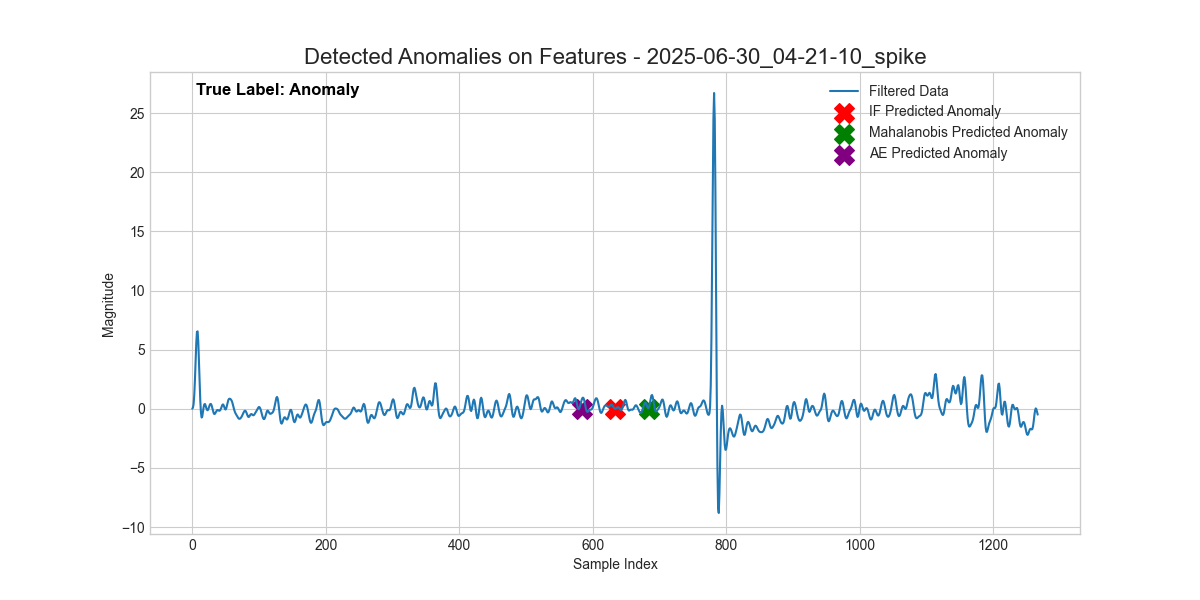 Detected Anomalies on Features - 2025-06-30_04-21-10_spike
True Label: Anomaly
Filtered Data
IF Predicted Anomaly
Mahalanobis Predicted Anomaly
AE Predicted Anomaly
Magnitude
25
20
15
10
5
0
−5
−10
0 200 400 600 800 1000 1200
Sample Index